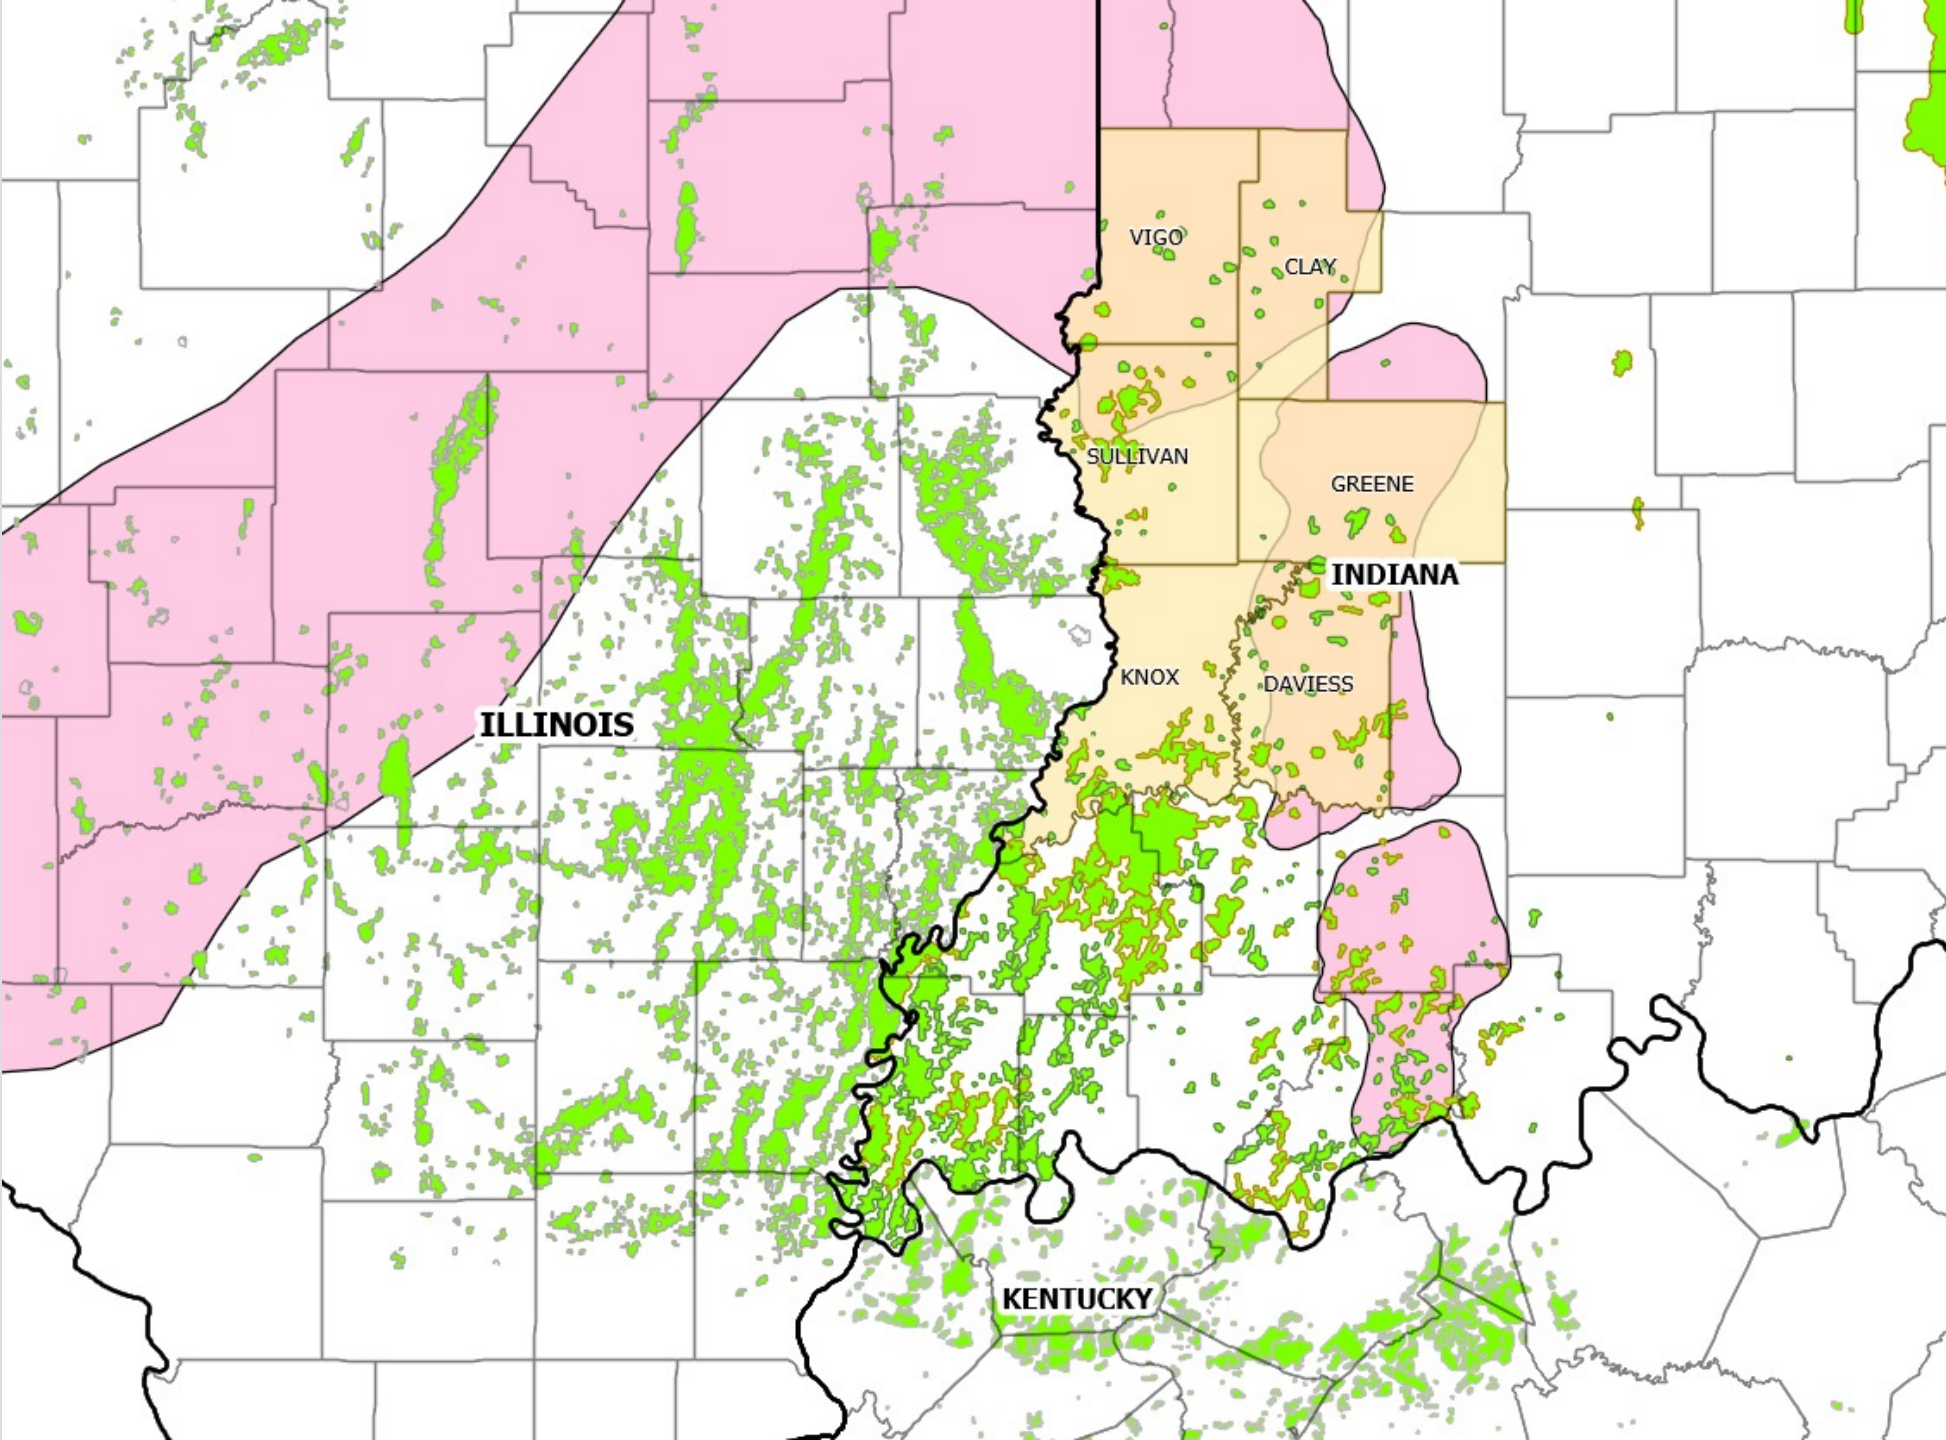 VIGO
CLAY
SULLIVAN
GREENE
INDIANA
KNOX
DAVIESS
ILLINOIS
KENTUCKY